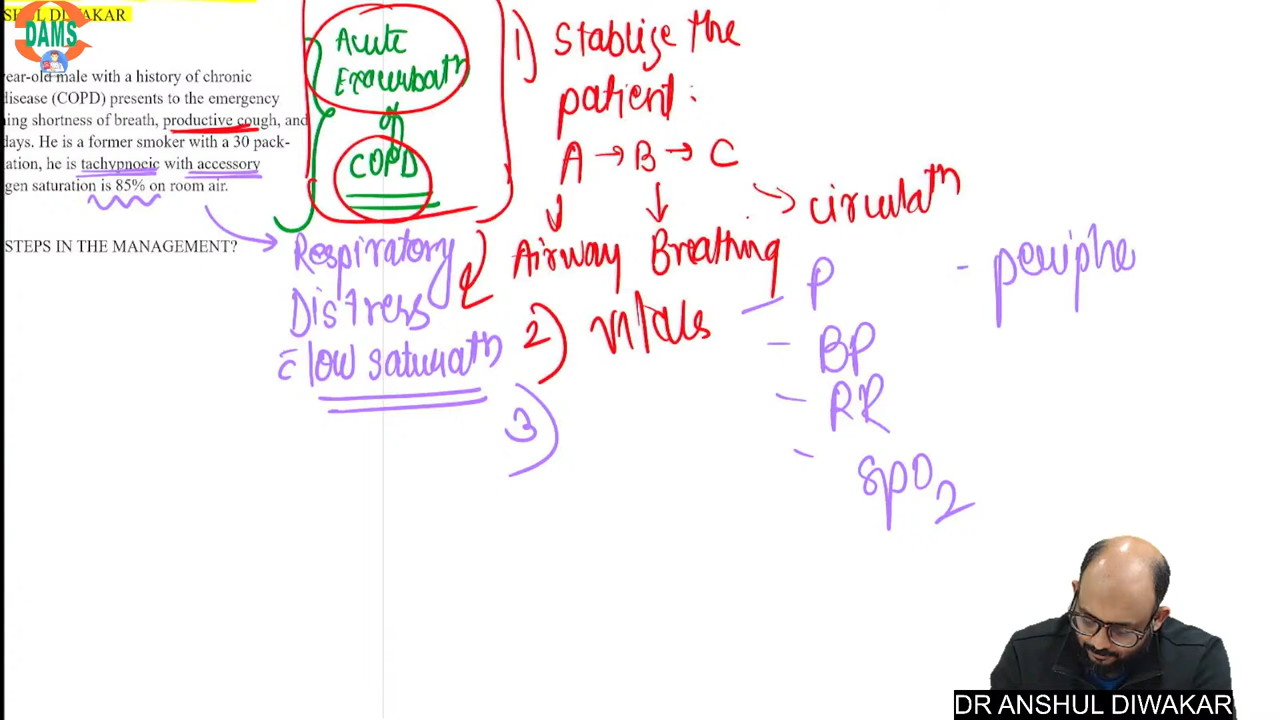 SHUL DIWAKAR
DAMS
year-old male with a history of chronic
disease (COPD) presents to the emergency
ning shortness of breath, productive cough, and
days. He is a former smoker with a 30 pack-
ation, he is tachypnoeic with accessory
gen saturation is 85% on room air.
STEPS IN THE MANAGEMENT?
Acute
Exacerbatn
of
COPD
Respiratory
Distress
c̄ low saturatn
1) Stablize the
patient:
A → B → C
Airway Breathing
circulatn
2) Vitals
- P
- BP
- RR
- SpO2
- periphe
3)
DR ANSHUL DIWAKAR